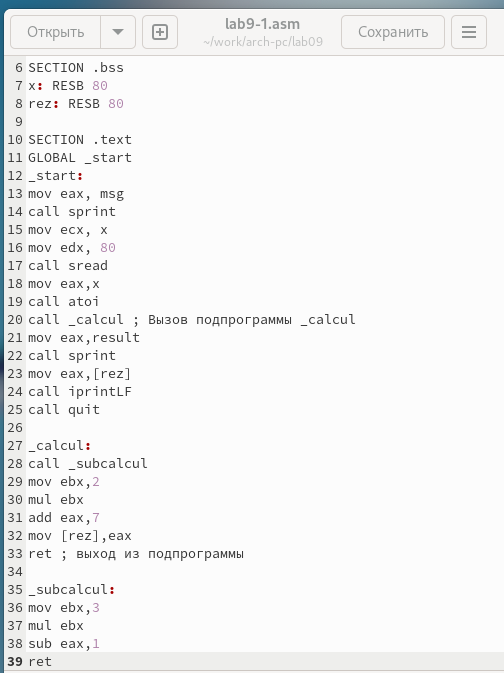 Открыть
lab9-1.asm
~/work/arch-pc/lab09
Сохранить
6 SECTION .bss
7 x: RESB 80
8 rez: RESB 80
9
10 SECTION .text
11 GLOBAL _start
12 _start:
13 mov eax, msg
14 call sprint
15 mov ecx, x
16 mov edx, 80
17 call sread
18 mov eax,x
19 call atoi
20 call _calcul ; Вызов подпрограммы _calcul
21 mov eax,result
22 call sprint
23 mov eax,[rez]
24 call iprintLF
25 call quit
26
27 _calcul:
28 call _subcalcul
29 mov ebx,2
30 mul ebx
31 add eax,7
32 mov [rez],eax
33 ret ; выход из подпрограммы
34
35 _subcalcul:
36 mov ebx,3
37 mul ebx
38 sub eax,1
39 ret